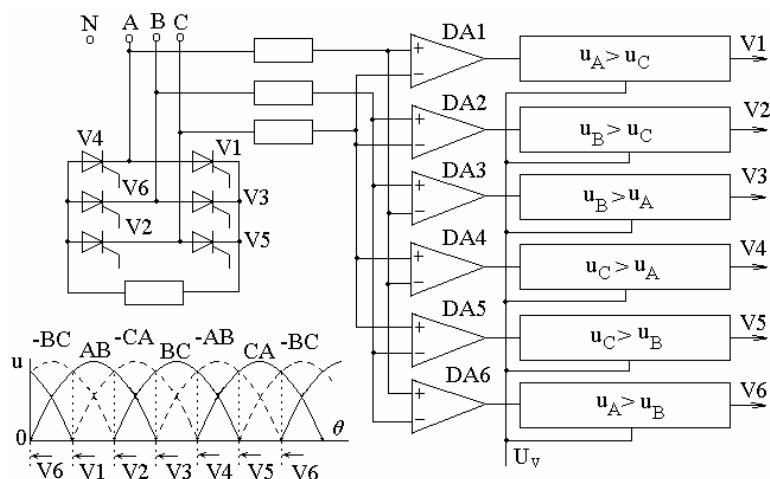 N A B C
DA1
+
−
u_A > u_C
V1
DA2
+
−
u_B > u_C
V2
DA3
+
−
u_B > u_A
V3
DA4
+
−
u_C > u_A
V4
DA5
+
−
u_C > u_B
V5
DA6
+
−
u_A > u_B
V6
U_v
V4 V1
V6 V3
V2 V5
-BC AB -CA BC -AB CA -BC
u
0 θ
V6 V1 V2 V3 V4 V5 V6